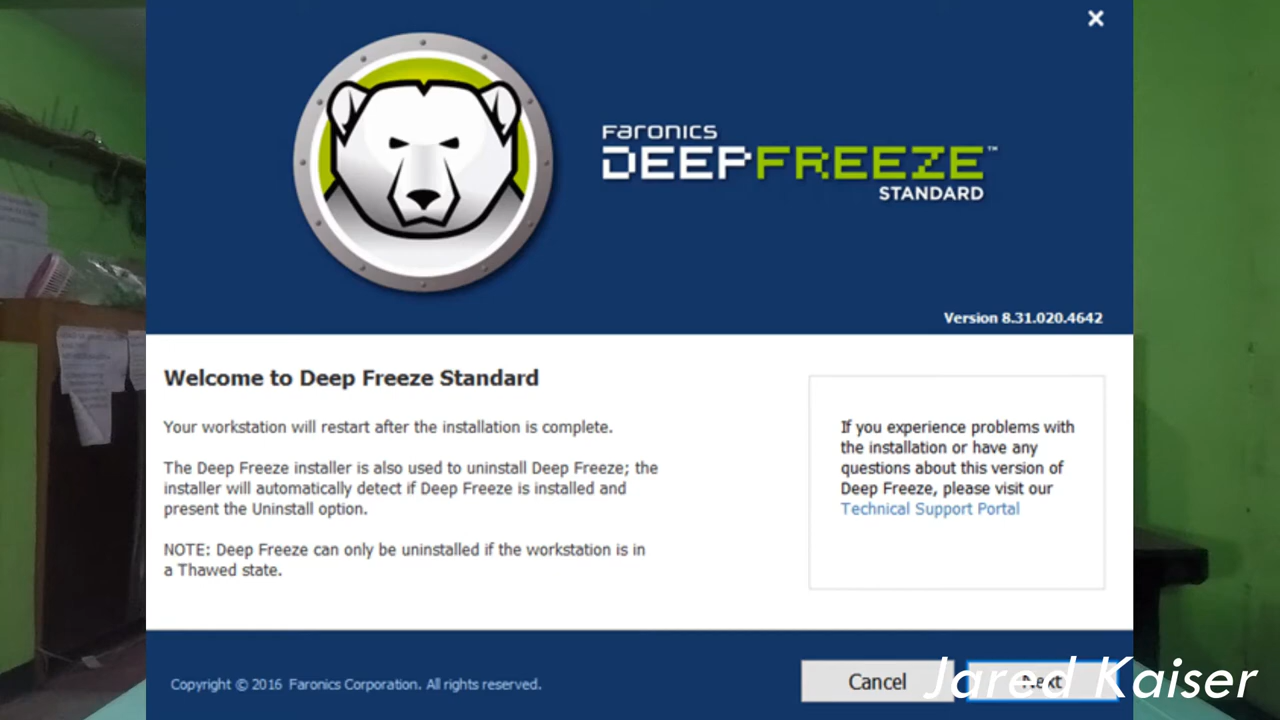 Faronics
DEEPFREEZE™
STANDARD
Version 8.31.020.4642
Welcome to Deep Freeze Standard
Your workstation will restart after the installation is complete.
The Deep Freeze installer is also used to uninstall Deep Freeze; the
installer will automatically detect if Deep Freeze is installed and
present the Uninstall option.
NOTE: Deep Freeze can only be uninstalled if the workstation is in
a Thawed state.
If you experience problems with
the installation or have any
questions about this version of
Deep Freeze, please visit our
Technical Support Portal
Copyright © 2016 Faronics Corporation. All rights reserved.
Cancel
Next
Jared Kaiser